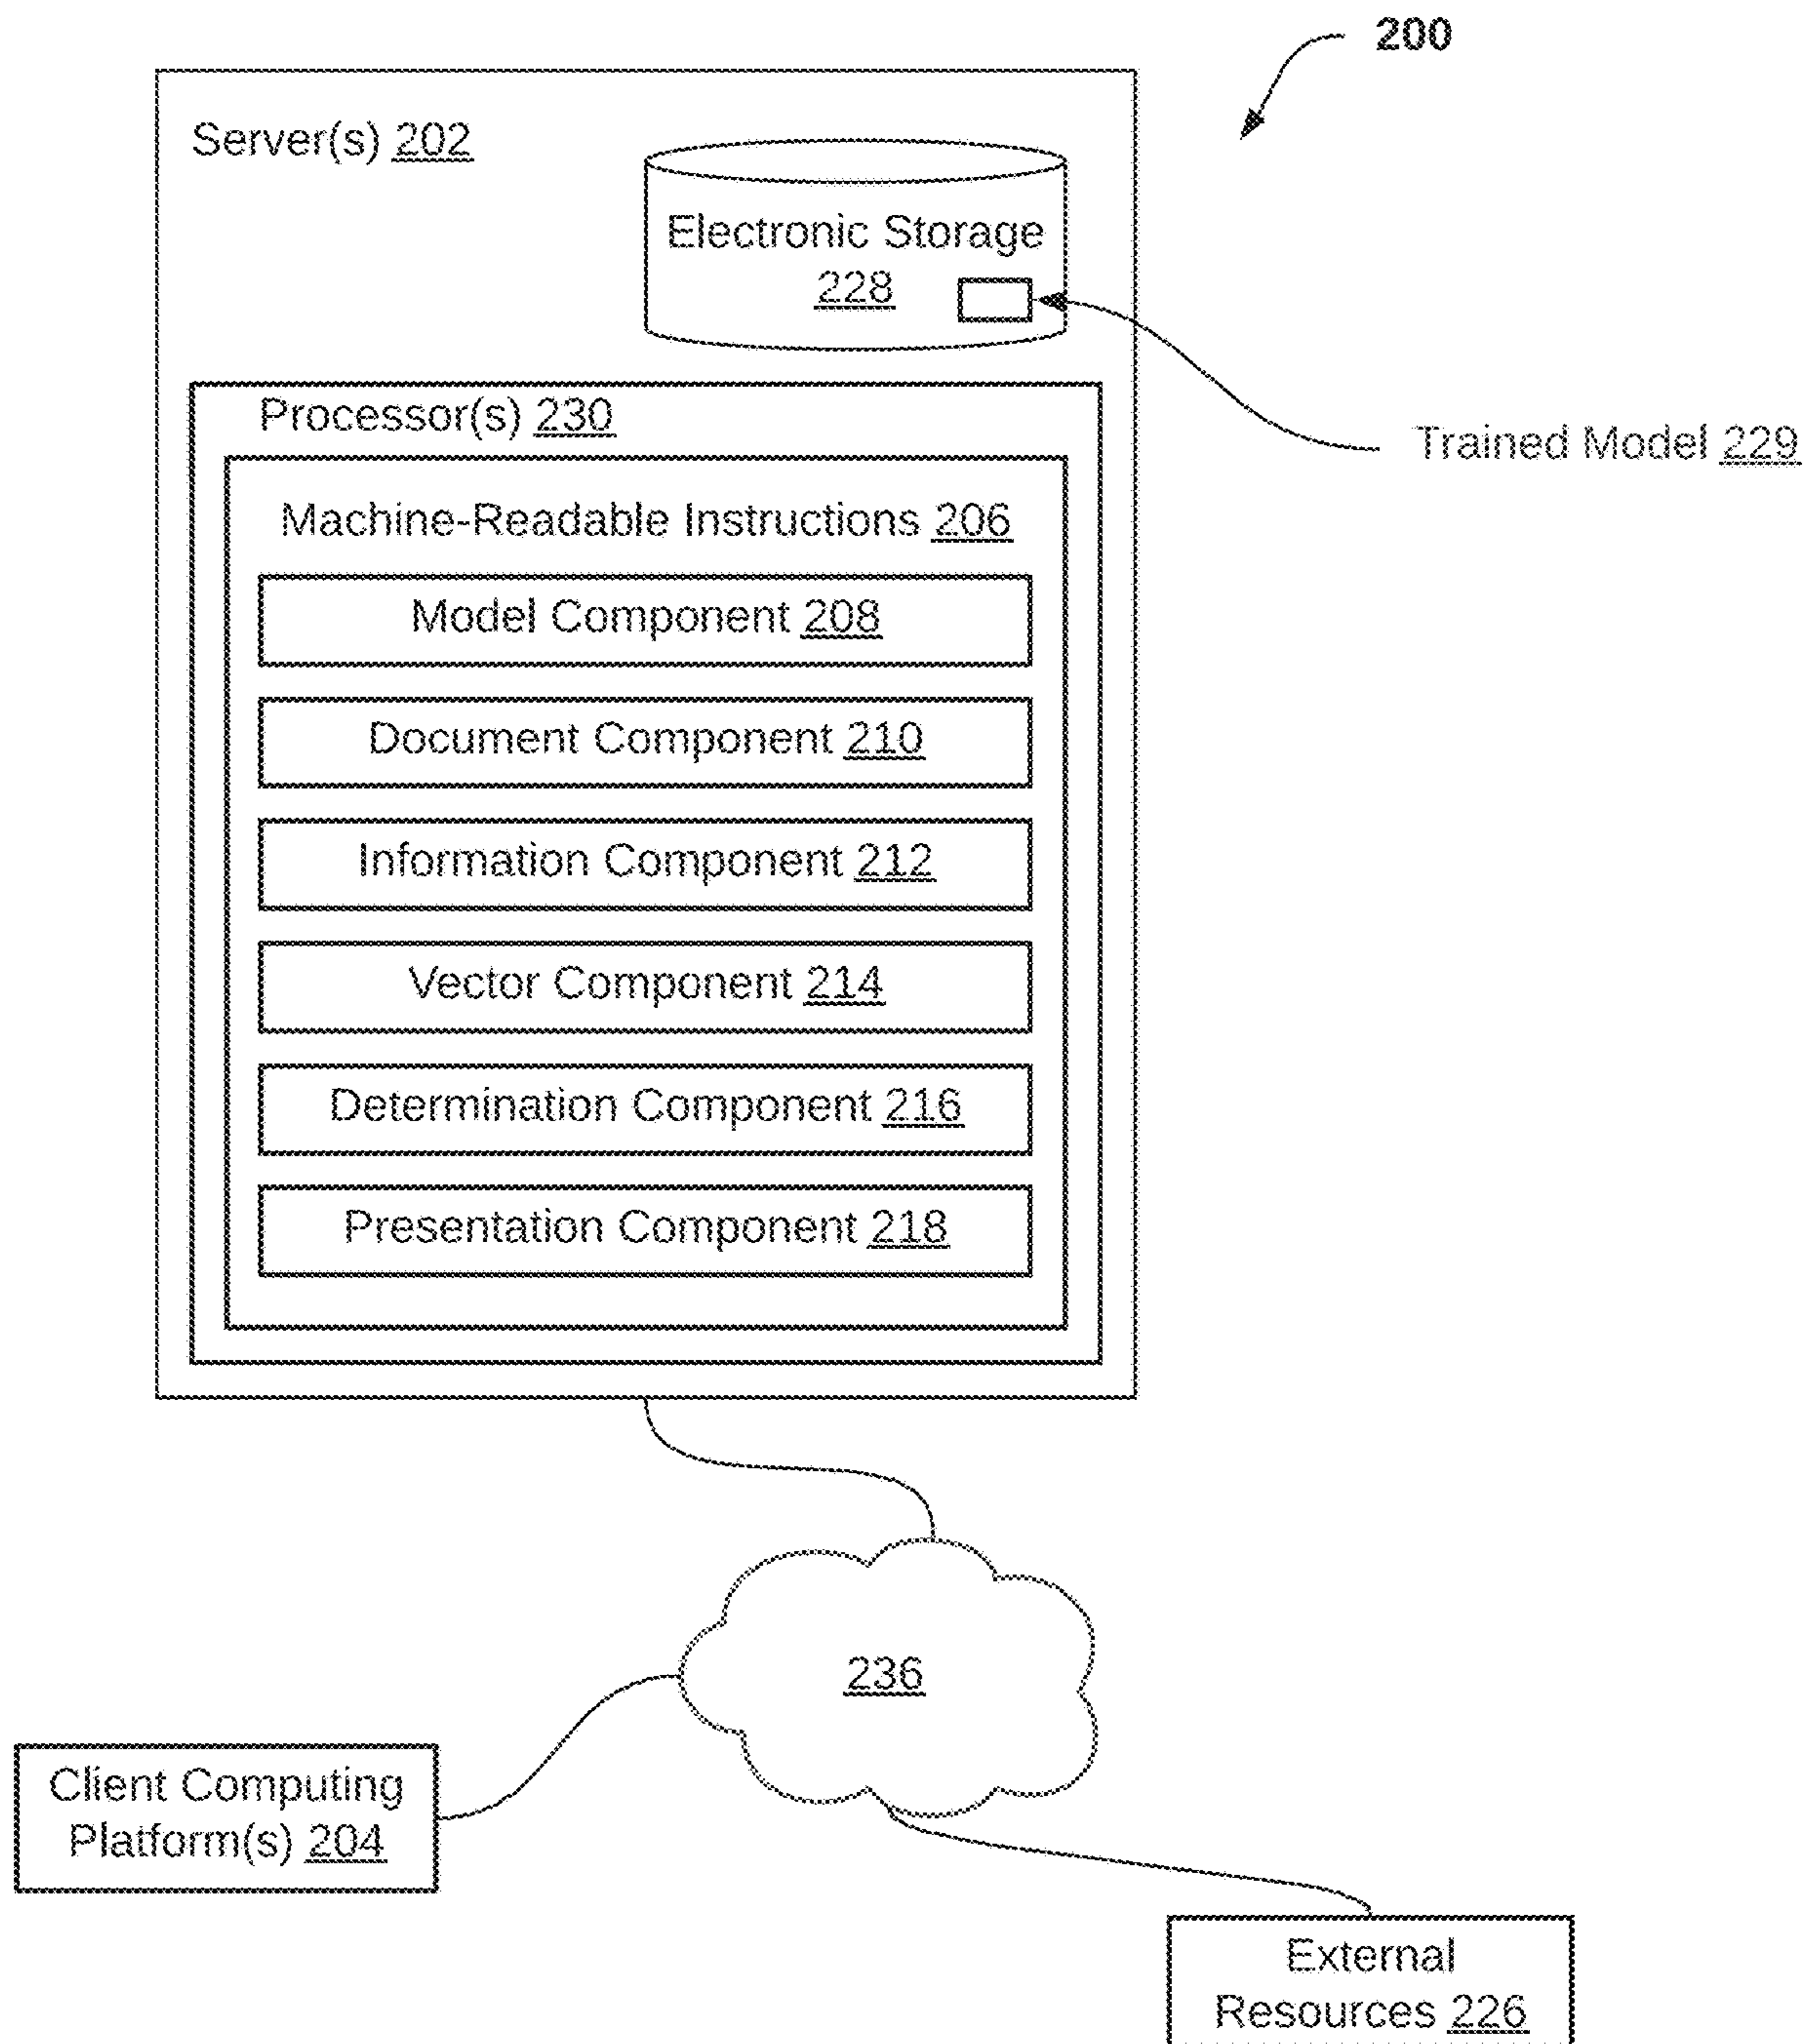 200
Server(s) 202
Electronic Storage
228
Trained Model 229
Processor(s) 230
Machine-Readable Instructions 206
Model Component 208
Document Component 210
Information Component 212
Vector Component 214
Determination Component 216
Presentation Component 218
236
Client Computing
Platform(s) 204
External
Resources 226